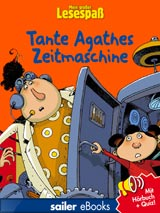 Mein großer
Lesespaß
Tante Agathes
Zeitmaschine
Mit
Hörbuch
+ Quiz!
sailer eBooks